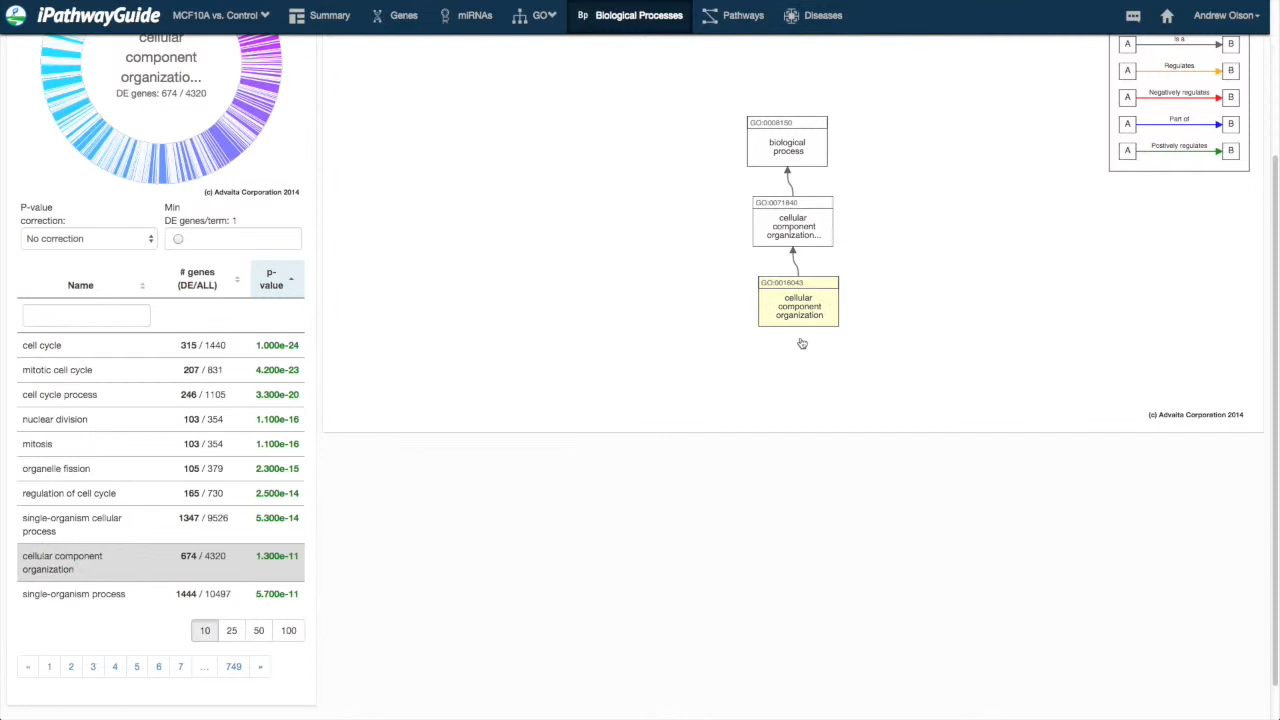 iPathwayGuide
MCF10A vs. Control
Summary
Genes
miRNAs
GO
Bp Biological Processes
Pathways
Diseases
Andrew Olson
cellular
component
organizatio...
DE genes: 674 / 4320
(c) Advaita Corporation 2014
P-value
correction:
Min
DE genes/term: 1
No correction
Name
# genes
(DE/ALL)
p-
value
cell cycle 315 / 1440 1.000e-24
mitotic cell cycle 207 / 831 4.200e-23
cell cycle process 246 / 1105 3.300e-20
nuclear division 103 / 354 1.100e-16
mitosis 103 / 354 1.100e-16
organelle fission 105 / 379 2.300e-15
regulation of cell cycle 165 / 730 2.500e-14
single-organism cellular 1347 / 9526 5.300e-14
process
cellular component 674 / 4320 1.300e-11
organization
single-organism process 1444 / 10497 5.700e-11
10 25 50 100
« 1 2 3 4 5 6 7 ... 749 »
GO:0008150
biological
process
GO:0071840
cellular
component
organization...
GO:0016043
cellular
component
organization
A Is a B
A Regulates B
A Negatively regulates B
A Part of B
A Postively regulates B
(c) Advaita Corporation 2014